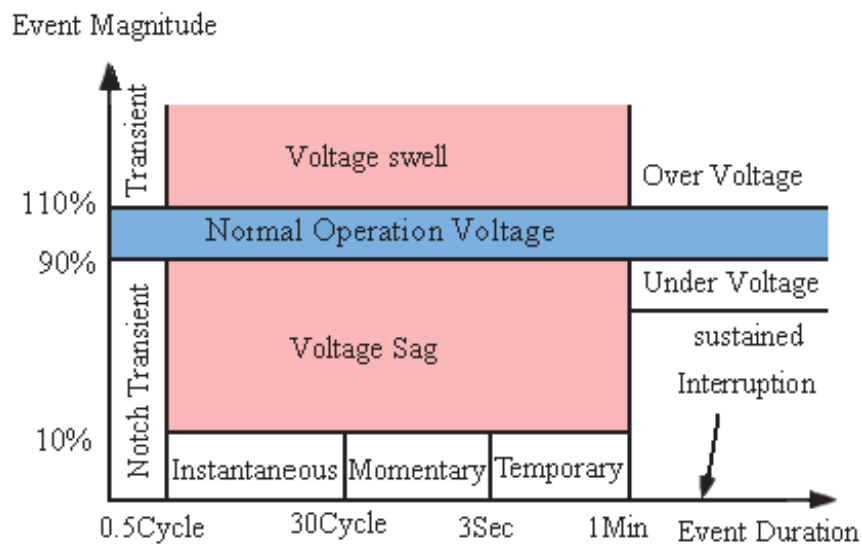 Event Magnitude
Transient
Voltage swell
Over Voltage
110%
Normal Operation Voltage
90%
Under Voltage
Notch Transient
Voltage Sag
sustained
Interruption
10%
Instantaneous Momentary Temporary
0.5Cycle 30Cycle 3Sec 1Min Event Duration